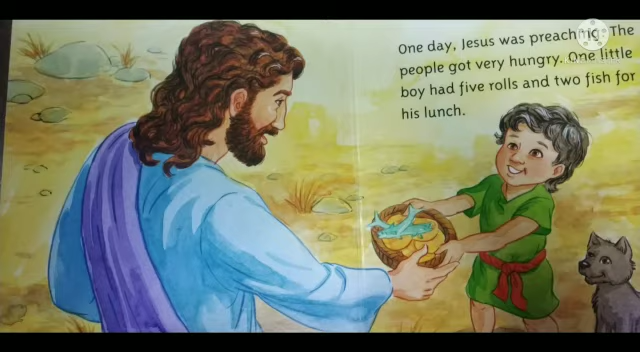 One day, Jesus was preaching. The
people got very hungry. One little
boy had five rolls and two fish for
his lunch.